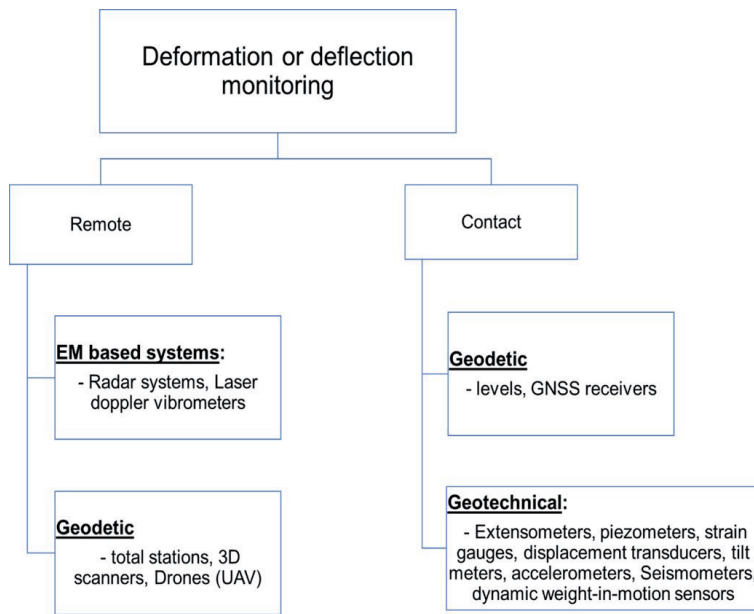 Deformation or deflection
monitoring
Remote
Contact
EM based systems:
- Radar systems, Laser
doppler vibrometers
Geodetic
- total stations, 3D
scanners, Drones (UAV)
Geodetic
- levels, GNSS receivers
Geotechnical:
- Extensometers, piezometers, strain
gauges, displacement transducers, tilt
meters, accelerometers, Seismometers,
dynamic weight-in-motion sensors